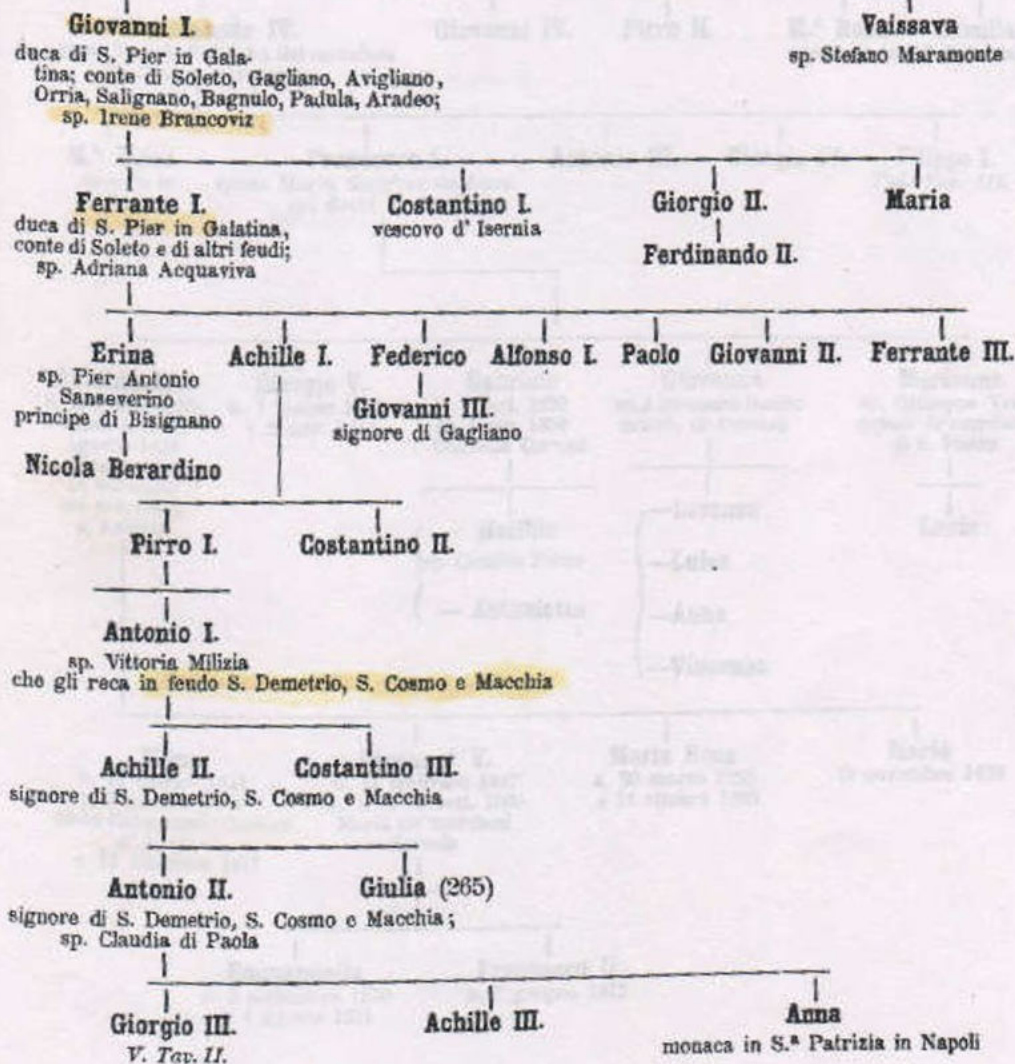 Giovanni I.
duca di S. Pier in Gala-
tina; conte di Soleto, Gagliano, Avigliano,
Orria, Salignano, Bagnulo, Padula, Aradeo;
sp. Irene Brancoviz
Vaissava
sp. Stefano Maramonte
Ferrante I.
duca di S. Pier in Galatina,
conte di Soleto e di altri feudi;
sp. Adriana Acquaviva
Costantino I.
vescovo d' Isernia
Giorgio II.
Ferdinando II.
Maria
Erina
sp. Pier Antonio
Sanseverino
principe di Bisignano
Nicola Berardino
Achille I.
Federico
Giovanni III.
signore di Gagliano
Alfonso I.
Paolo
Giovanni II.
Ferrante III.
Pirro I.
Costantino II.
Antonio I.
sp. Vittoria Milizia
che gli reca in feudo S. Demetrio, S. Cosmo e Macchia
Achille II.
signore di S. Demetrio, S. Cosmo e Macchia
Costantino III.
Antonio II.
signore di S. Demetrio, S. Cosmo e Macchia;
sp. Claudia di Paola
Giulia (265)
Giorgio III.
V. Tav. II.
Achille III.
Anna
monaca in S.ª Patrizia in Napoli